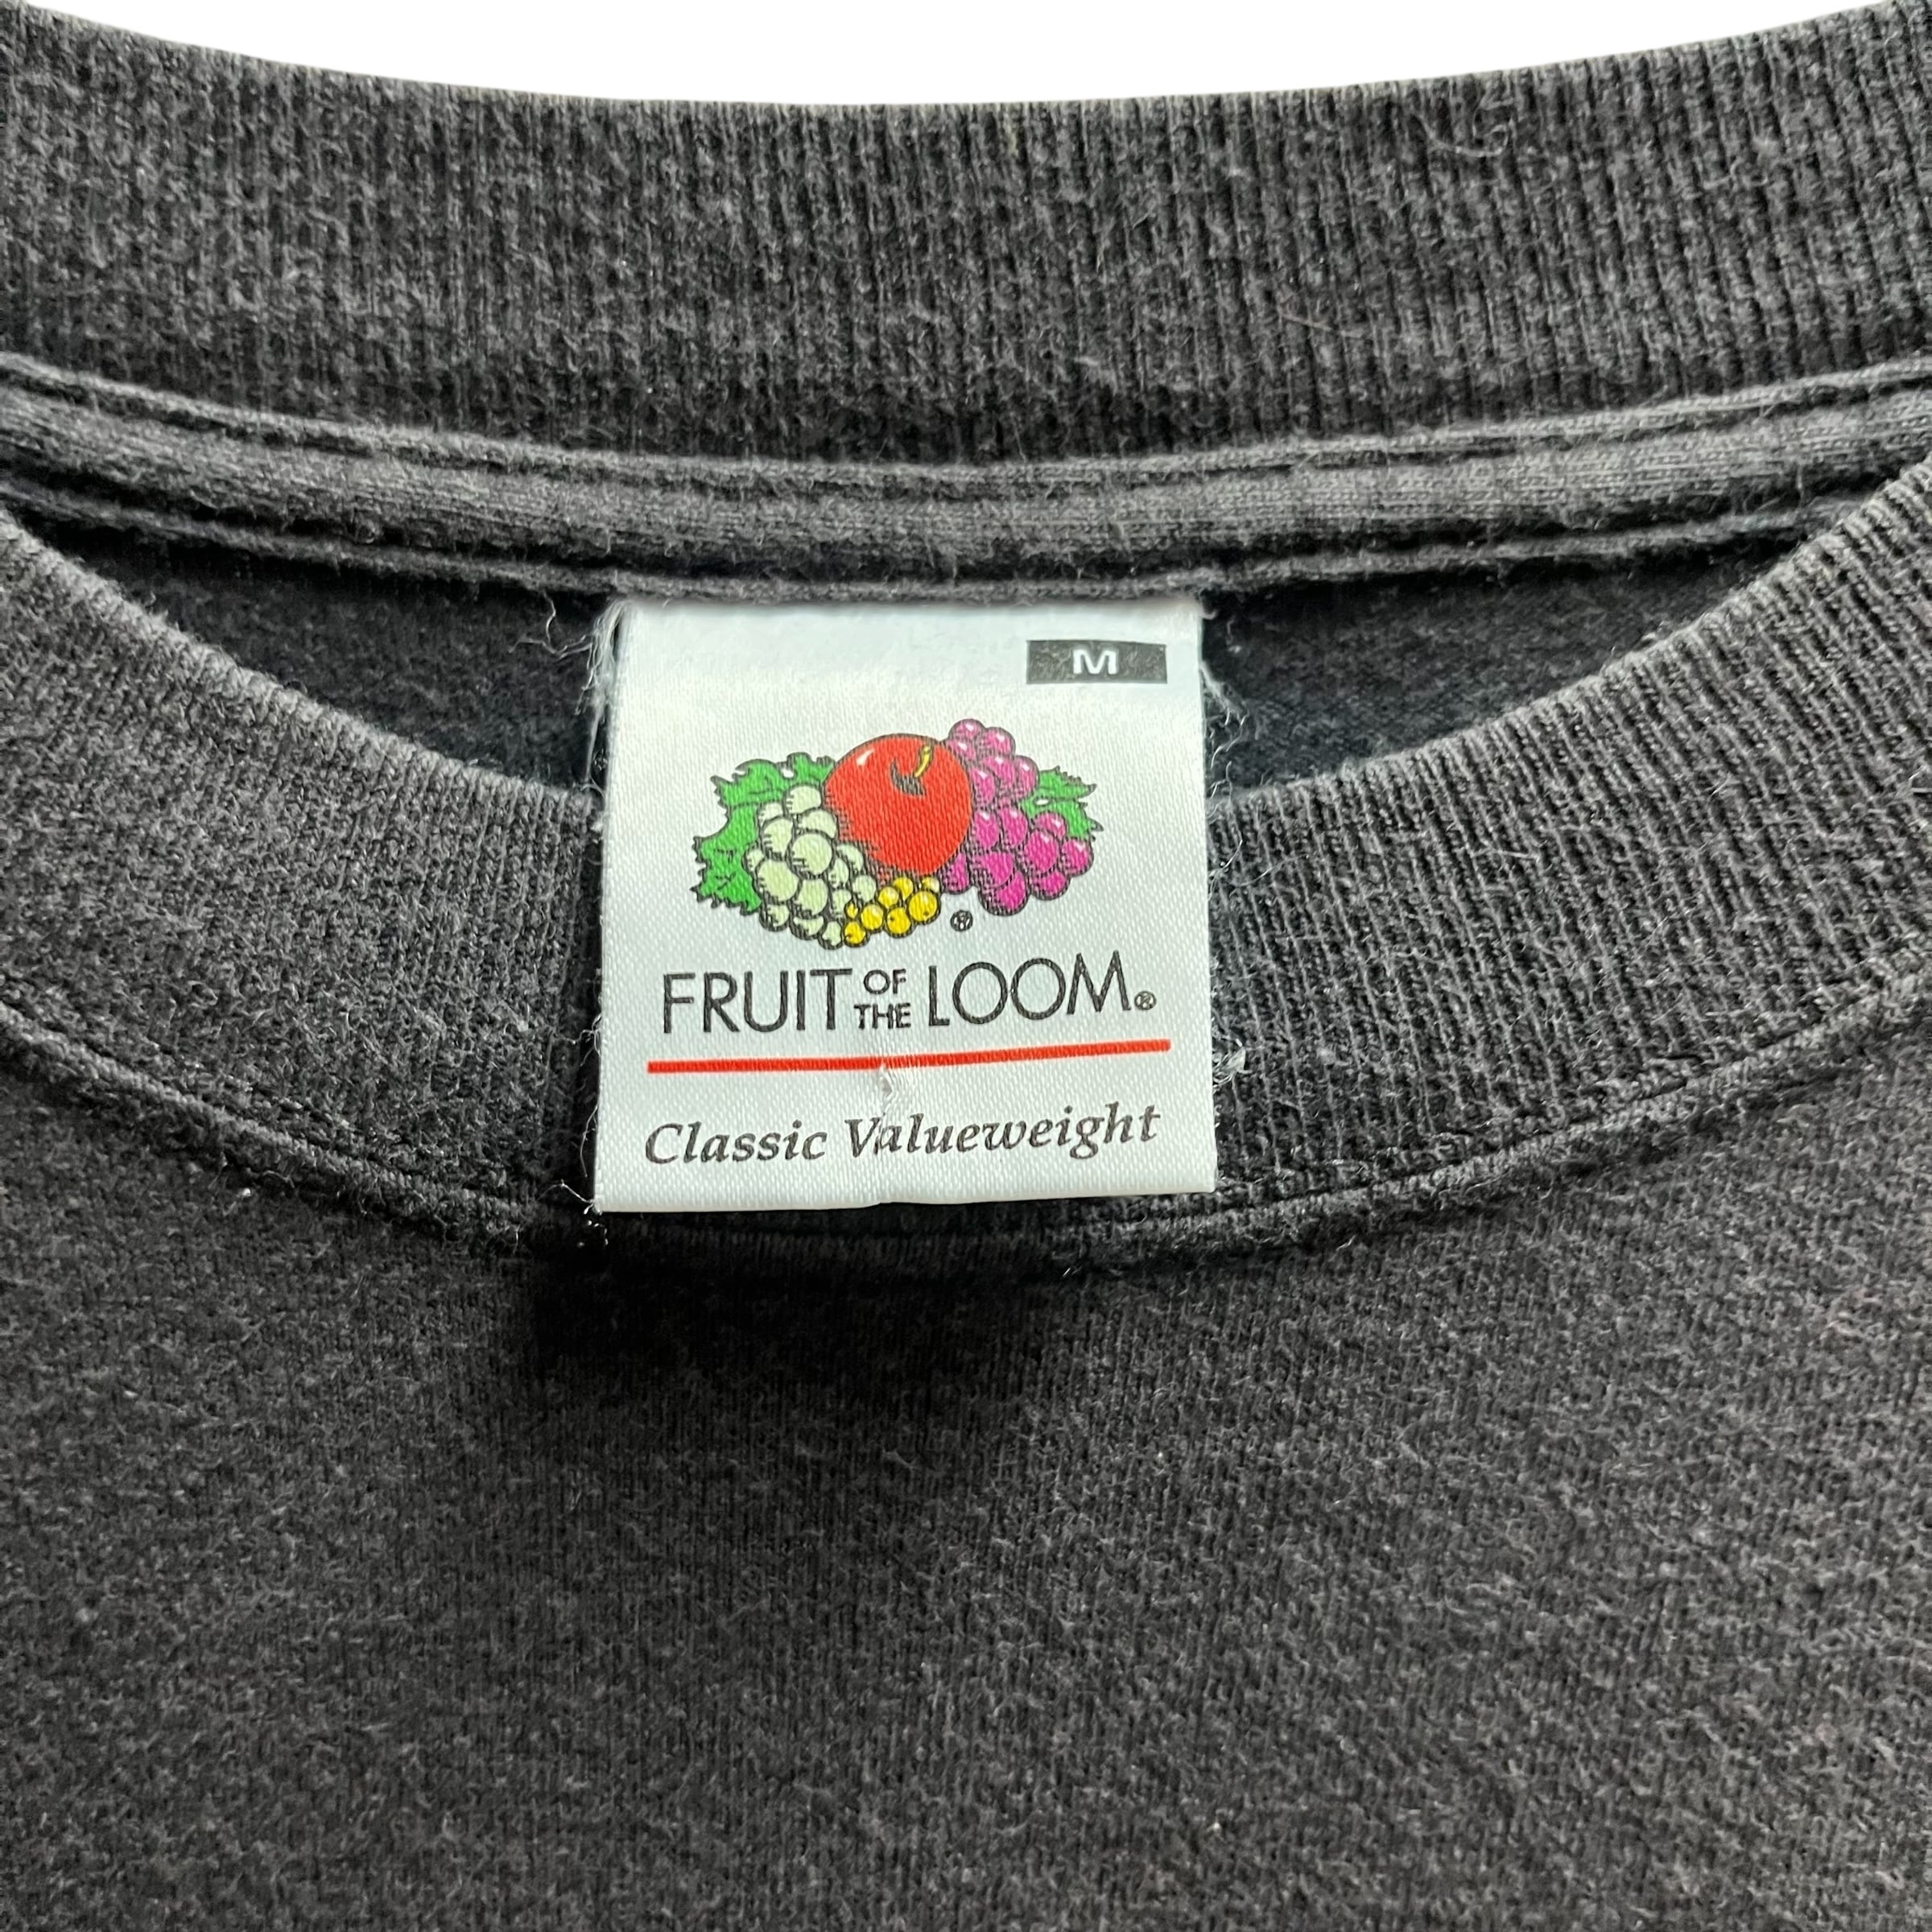 M
®
FRUIT OF THE LOOM®
Classic Valueweight